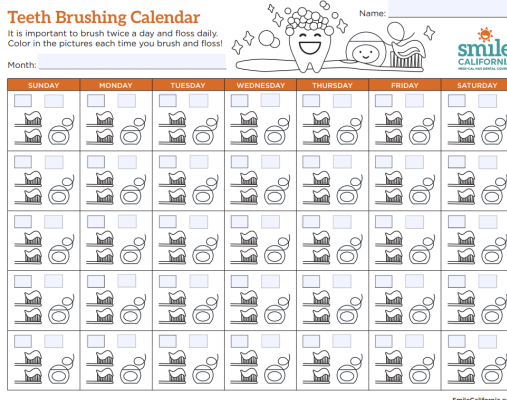 Teeth Brushing Calendar
It is important to brush twice a day and floss daily.
Color in the pictures each time you brush and floss!
Month:
Name:
smile
CALIFORNIA
SUNDAY MONDAY TUESDAY WEDNESDAY THURSDAY FRIDAY SATURDAY